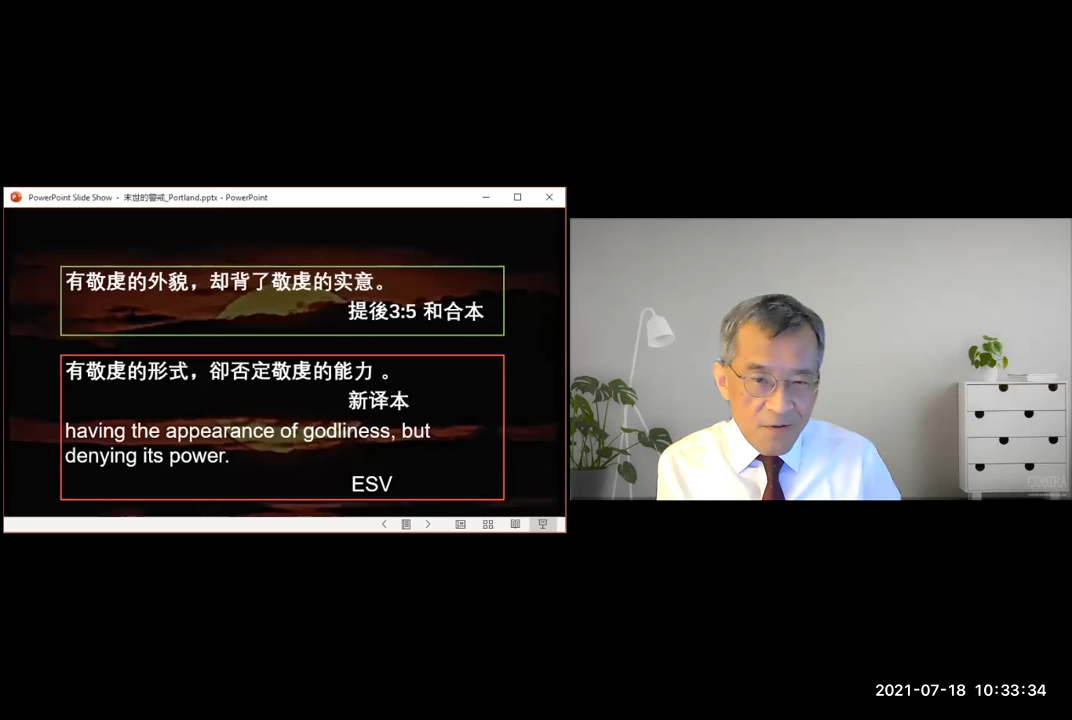 PowerPoint Slide Show - 末世的警戒_Portland.pptx - PowerPoint
有敬虔的外貌，却背了敬虔的实意。
提後3:5 和合本
有敬虔的形式，卻否定敬虔的能力 。
新译本
having the appearance of godliness, but
denying its power.
ESV
2021-07-18 10:33:34